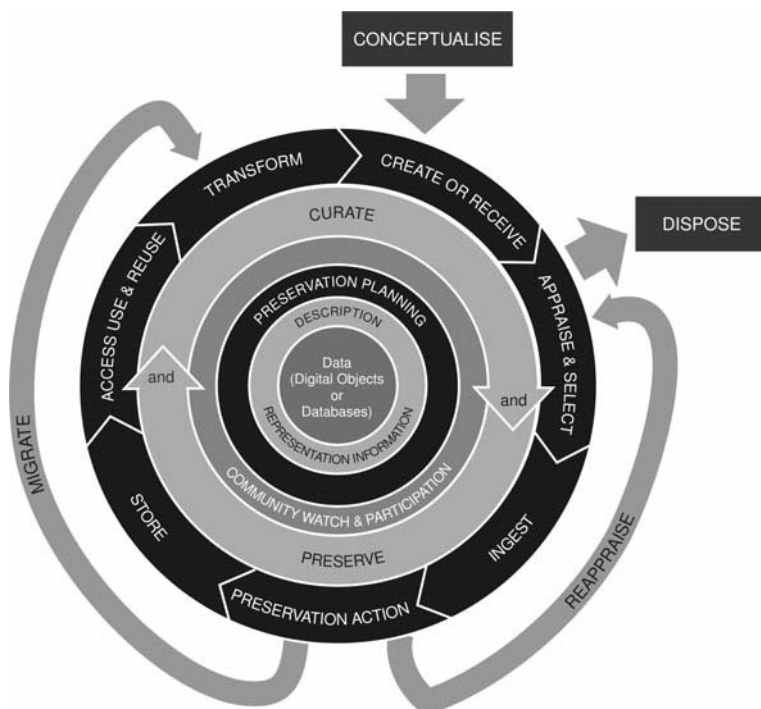 CONCEPTUALISE
CREATE OR RECEIVE
DISPOSE
APPRAISE & SELECT
REAPPRAISE
INGEST
PRESERVATION ACTION
MIGRATE
STORE
ACCESS USE & REUSE
TRANSFORM
CURATE
and
PRESERVE
and
COMMUNITY WATCH & PARTICIPATION
PRESERVATION PLANNING
DESCRIPTION
REPRESENTATION INFORMATION
Data
(Digital Objects
or
Databases)